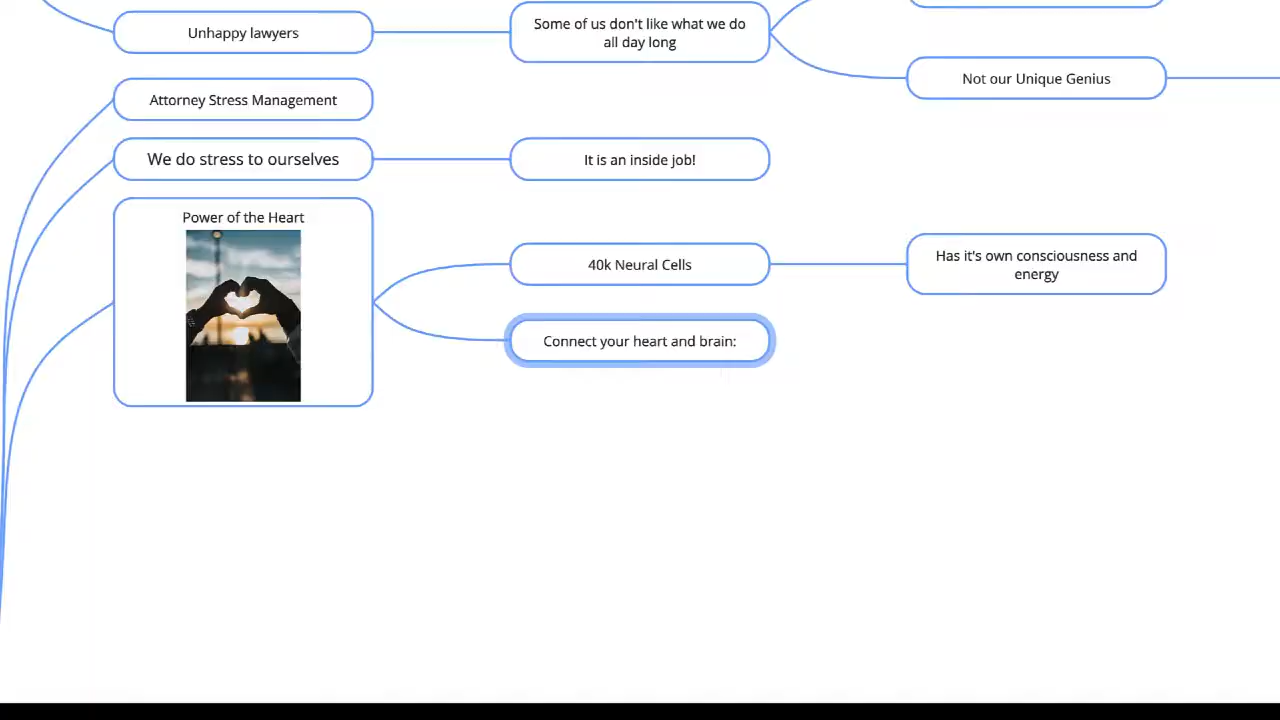 Unhappy lawyers
Some of us don't like what we do
all day long
Not our Unique Genius
Attorney Stress Management
We do stress to ourselves
It is an inside job!
Power of the Heart
40k Neural Cells
Has it's own consciousness and
energy
Connect your heart and brain: